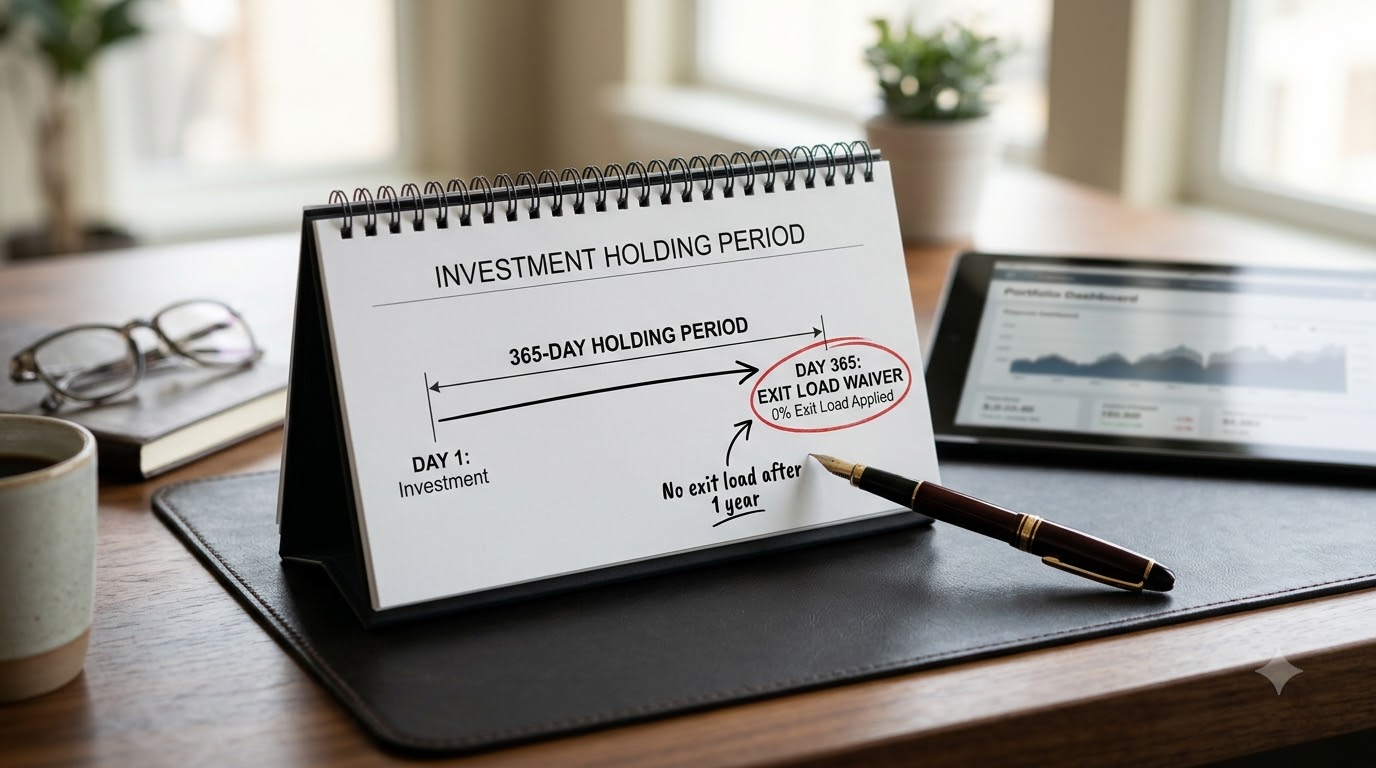 INVESTMENT HOLDING PERIOD
365-DAY HOLDING PERIOD
DAY 365:
EXIT LOAD WAIVER
0% Exit Load Applied
DAY 1:
Investment
No exit load after
1 year
Portfolio Dashboard